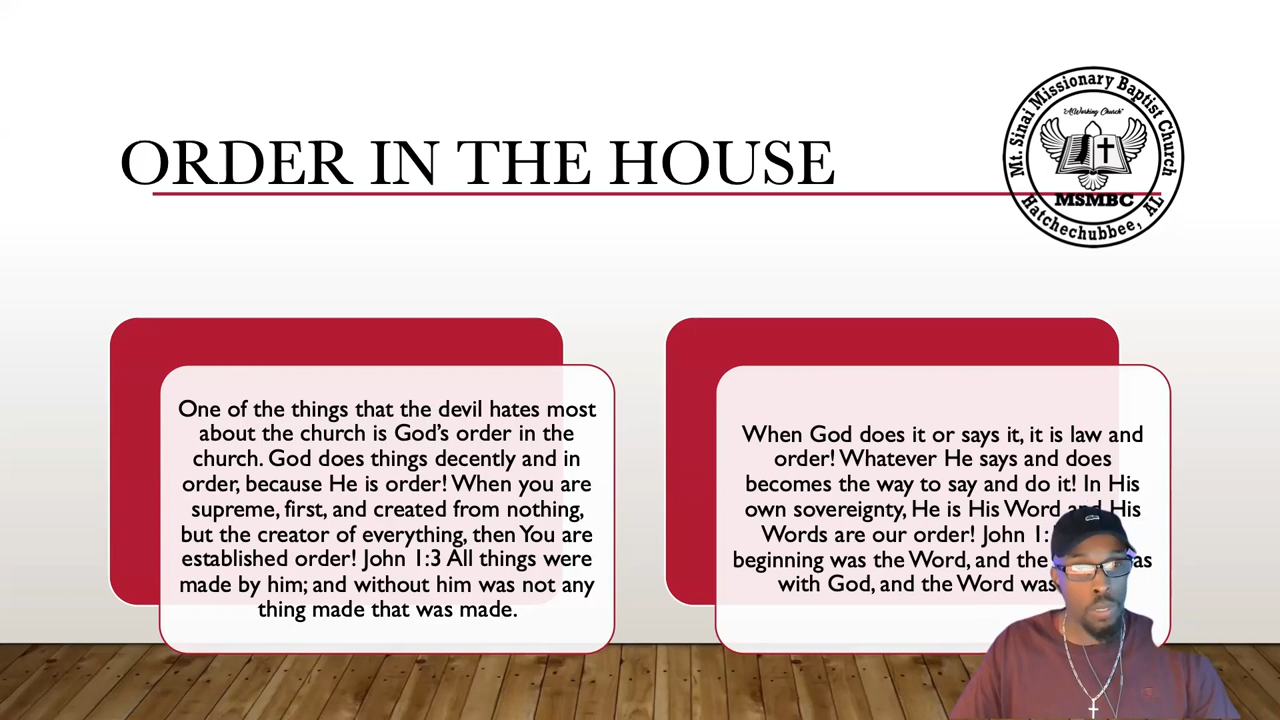 ORDER IN THE HOUSE
Mt. Sinai Missionary Baptist Church
"A Working Church"
MSMBC
Hatchechubbee, AL
One of the things that the devil hates most
about the church is God's order in the
church. God does things decently and in
order, because He is order! When you are
supreme, first, and created from nothing,
but the creator of everything, then You are
established order! John 1:3 All things were
made by him; and without him was not any
thing made that was made.
When God does it or says it, it is law and
order! Whatever He says and does
becomes the way to say and do it! In His
own sovereignty, He is His Word and His
Words are our order! John 1:
beginning was the Word, and the
with God, and the Word was